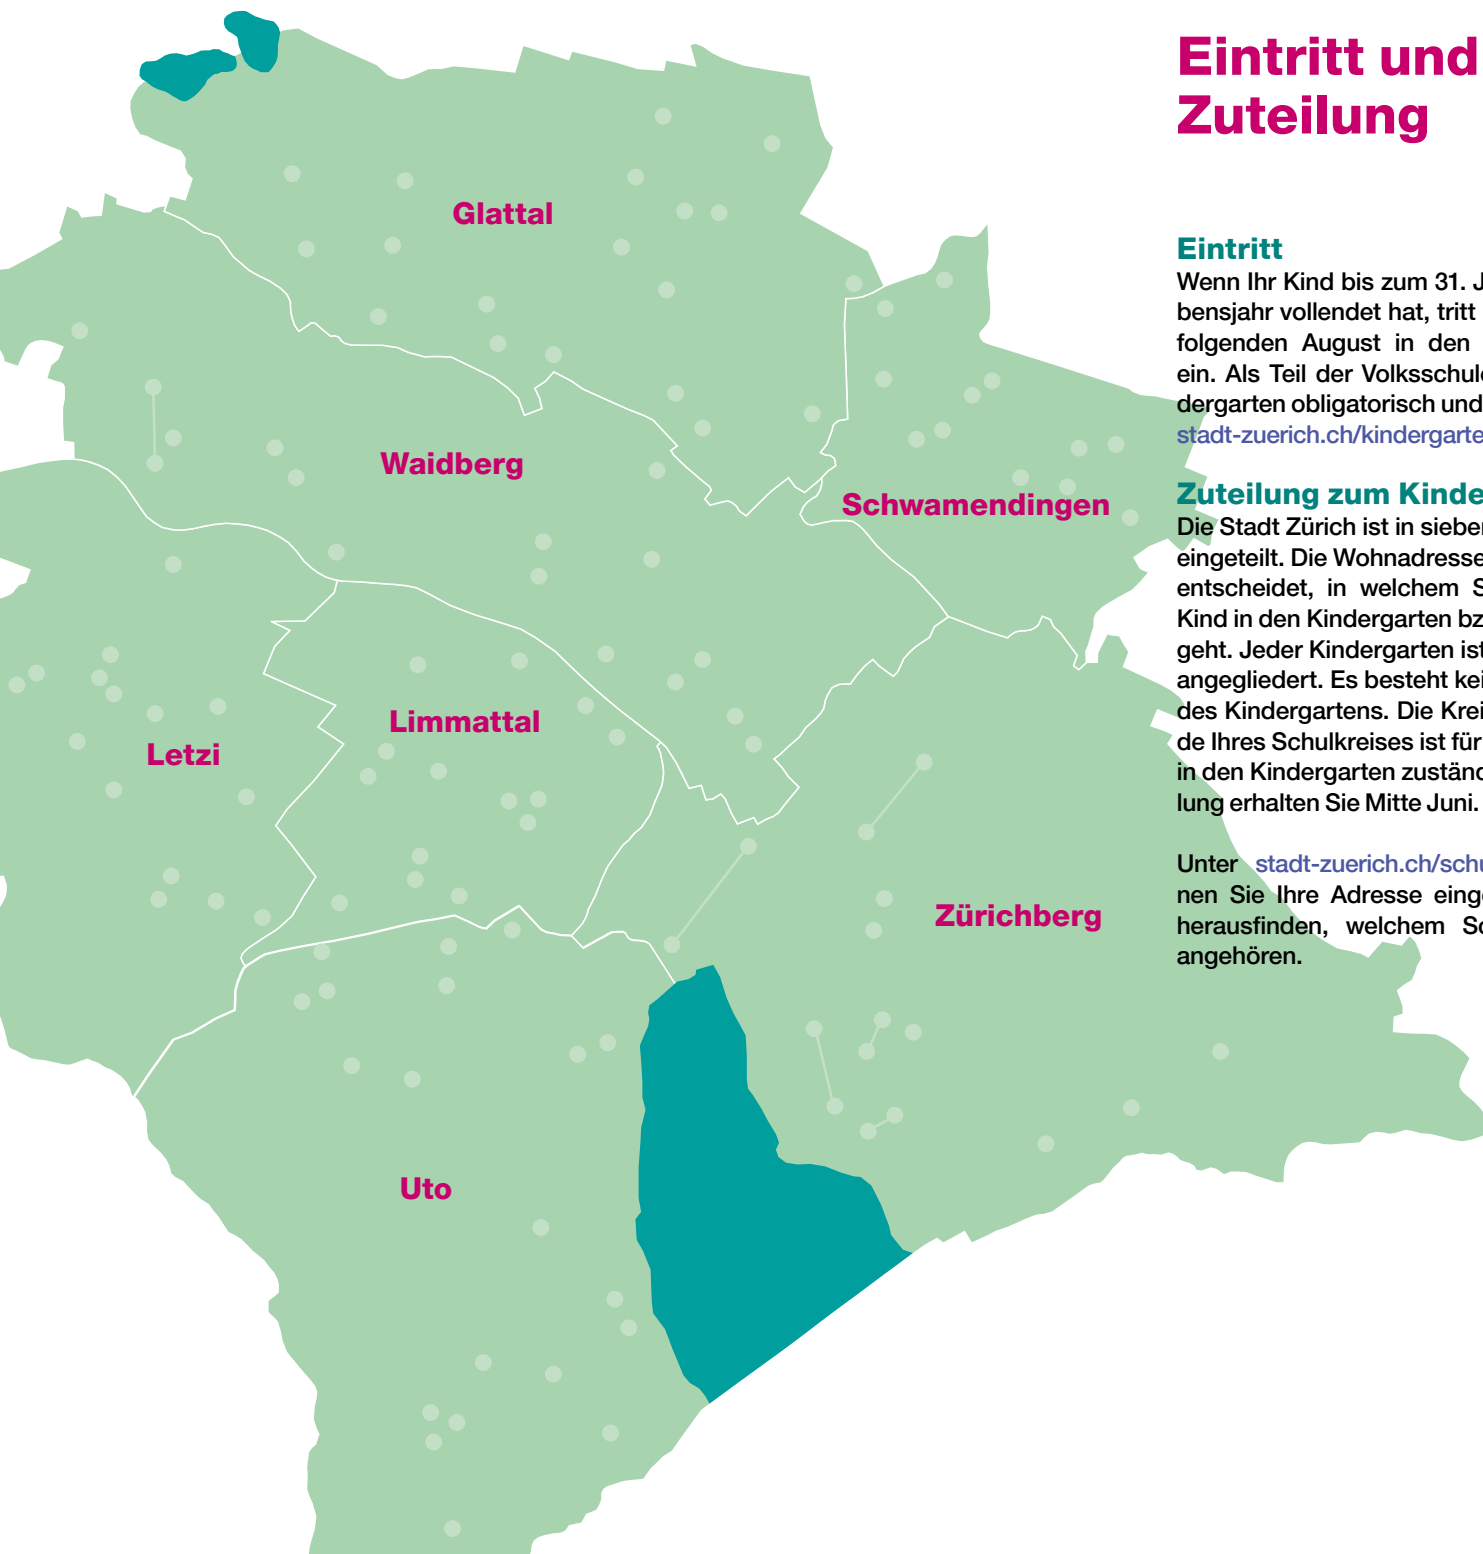 Eintritt und
Zuteilung
Eintritt
Wenn Ihr Kind bis zum 31. J
bensjahr vollendet hat, tritt
folgenden August in den
ein. Als Teil der Volksschul
dergarten obligatorisch und
stadt-zuerich.ch/kindergarte
Zuteilung zum Kinde
Die Stadt Zürich ist in sieben
eingeteilt. Die Wohnadresse
entscheidet, in welchem S
Kind in den Kindergarten bz
geht. Jeder Kindergarten ist
angegliedert. Es besteht kei
des Kindergartens. Die Krei
de Ihres Schulkreises ist für
in den Kindergarten zuständ
lung erhalten Sie Mitte Juni.
Unter stadt-zuerich.ch/schu
nen Sie Ihre Adresse einge
herausfinden, welchem Sc
angehören.
Glattal
Waidberg
Schwamendingen
Limmattal
Letzi
Zürichberg
Uto